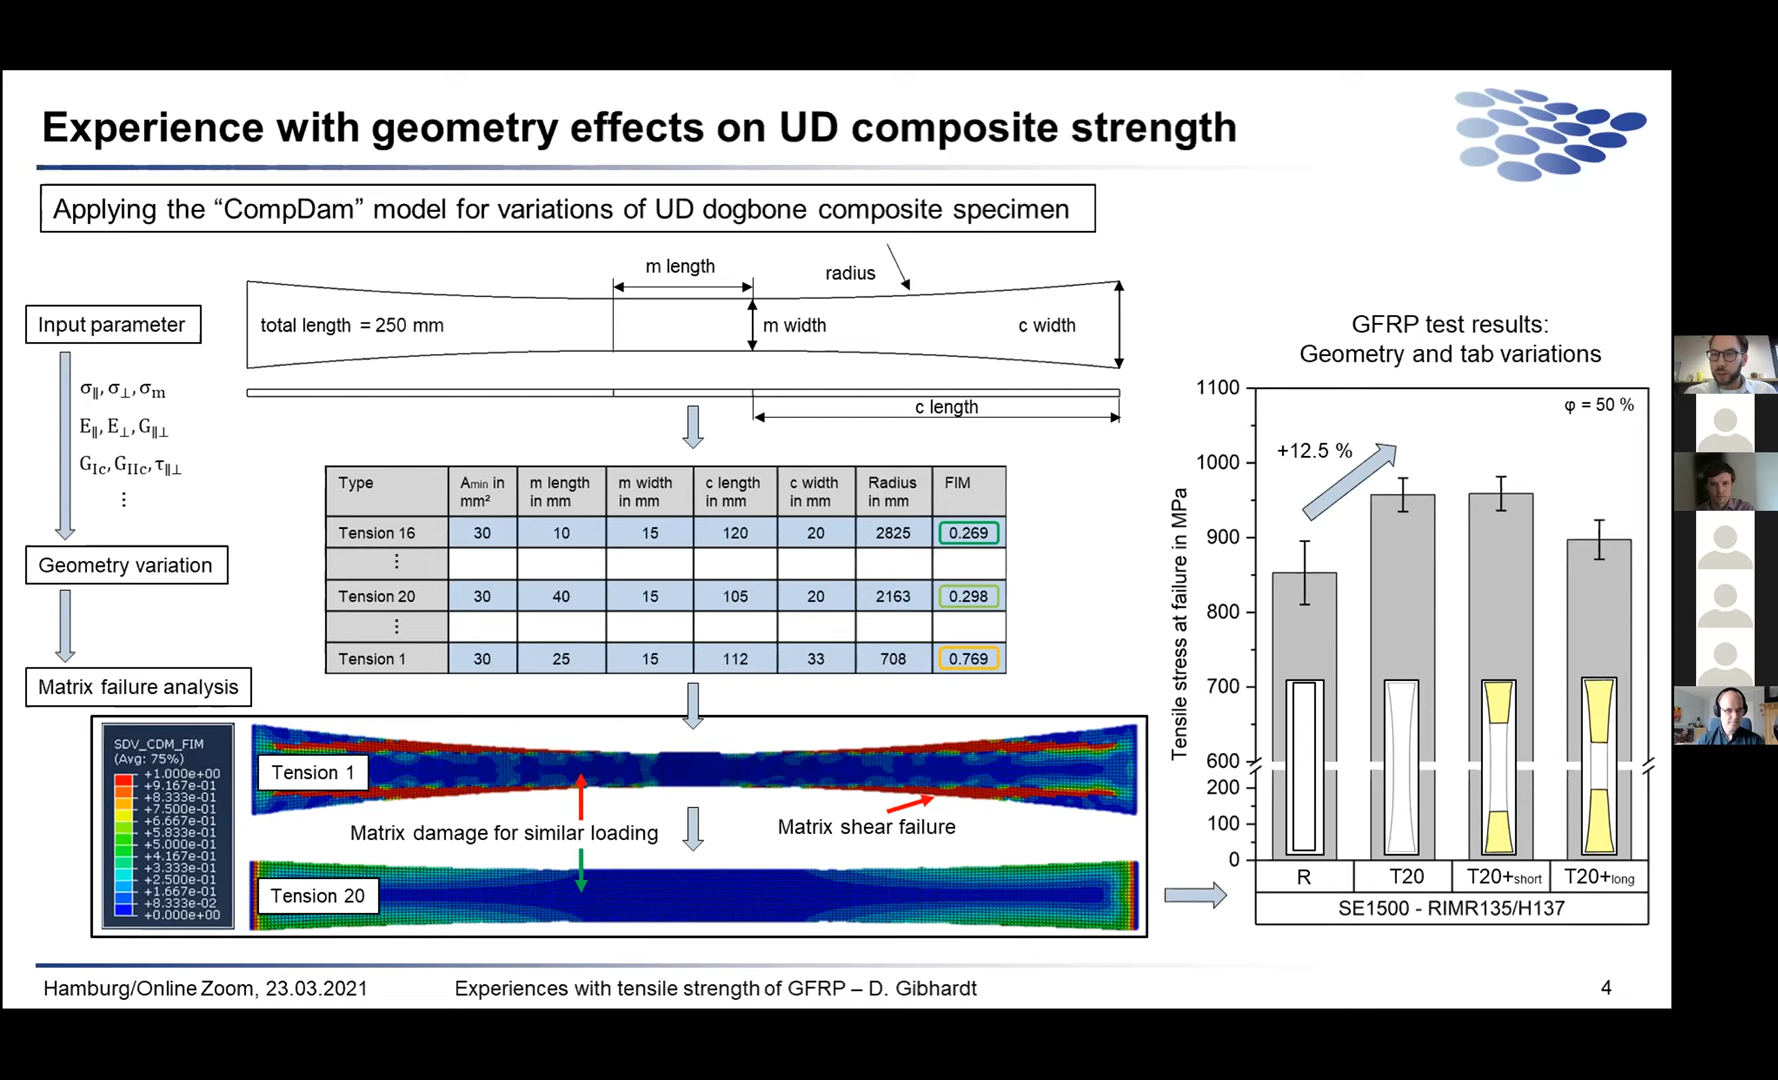 Experience with geometry effects on UD composite strength
Applying the “CompDam” model for variations of UD dogbone composite specimen
Input parameter
σ∥, σ⊥, σm
E∥, E⊥, G∥⊥
GIc, GIIc, τ∥⊥
⋮
Geometry variation
Matrix failure analysis
m length
radius
total length = 250 mm
m width
c width
c length
Type Amin in mm² m length in mm m width in mm c length in mm c width in mm Radius in mm FIM
Tension 16 30 10 15 120 20 2825 0.269
⋮
Tension 20 30 40 15 105 20 2163 0.298
⋮
Tension 1 30 25 15 112 33 708 0.769
SDV_CDM_FIM
(Avg: 75%)
+1.000e+00
+9.167e-01
+8.333e-01
+7.500e-01
+6.667e-01
+5.833e-01
+5.000e-01
+4.167e-01
+3.333e-01
+2.500e-01
+1.667e-01
+8.333e-02
+0.000e+00
Tension 1
Matrix damage for similar loading
Matrix shear failure
Tension 20
GFRP test results:
Geometry and tab variations
Tensile stress at failure in MPa
1100
1000
900
800
700
600
200
100
0
φ = 50 %
+12.5 %
R T20 T20+short T20+long
SE1500 - RIMR135/H137
Hamburg/Online Zoom, 23.03.2021
Experiences with tensile strength of GFRP – D. Gibhardt
4